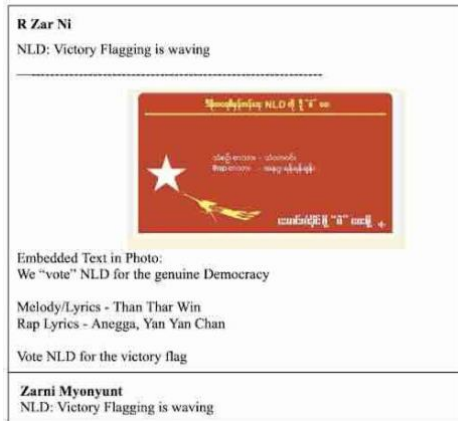 R Zar Ni
NLD: Victory Flagging is waving
NLD
Embedded Text in Photo:
We “vote” NLD for the genuine Democracy
Melody/Lyrics - Than Thar Win
Rap Lyrics - Anegga, Yan Yan Chan
Vote NLD for the victory flag
Zarni Myonyunt
NLD: Victory Flagging is waving